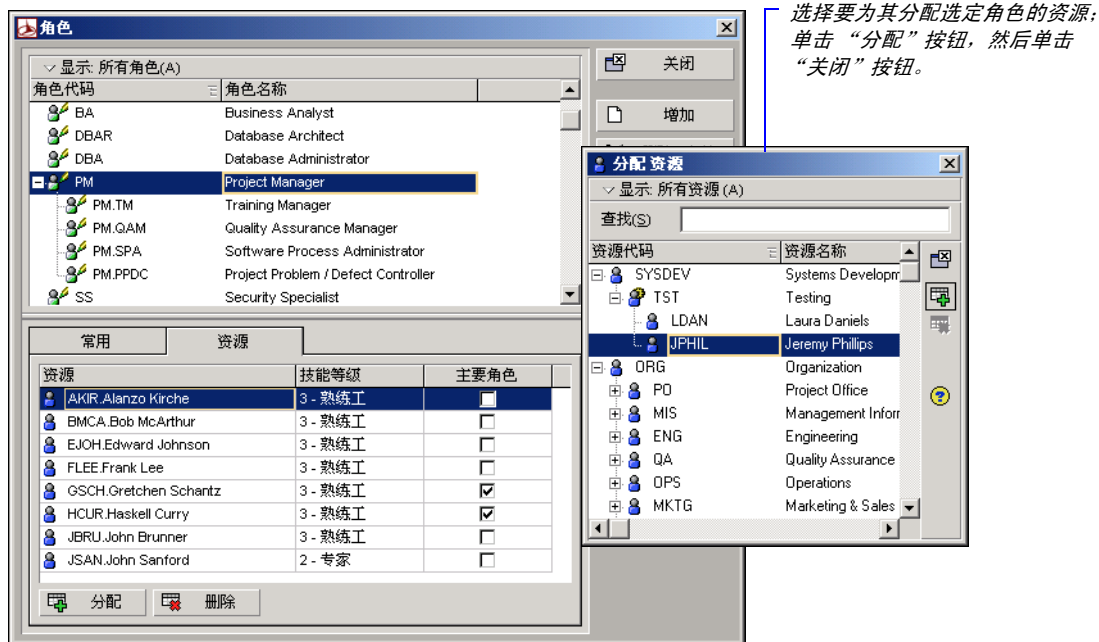 角色
选择要为其分配选定角色的资源；
单击 “分配”按钮，然后单击
“关闭”按钮。
显示: 所有角色(A)
角色代码 角色名称
BA Business Analyst
DBAR Database Architect
DBA Database Administrator
PM Project Manager
PM.TM Training Manager
PM.QAM Quality Assurance Manager
PM.SPA Software Process Administrator
PM.PPDC Project Problem / Defect Controller
SS Security Specialist
关闭
增加
常用 资源
资源 技能等级 主要角色
AKIR.Alanzo Kirche 3 - 熟练工
BMCA.Bob McArthur 3 - 熟练工
EJOH.Edward Johnson 3 - 熟练工
FLEE.Frank Lee 3 - 熟练工
GSCH.Gretchen Schantz 3 - 熟练工
HCUR.Haskell Curry 3 - 熟练工
JBRU.John Brunner 3 - 熟练工
JSAN.John Sanford 2 - 专家
分配 删除
分配 资源
显示: 所有资源 (A)
查找(S)
资源代码 资源名称
SYSDEV Systems Developm
TST Testing
LDAN Laura Daniels
JPHIL Jeremy Phillips
ORG Organization
PO Project Office
MIS Management Inforr
ENG Engineering
QA Quality Assurance
OPS Operations
MKTG Marketing & Sales